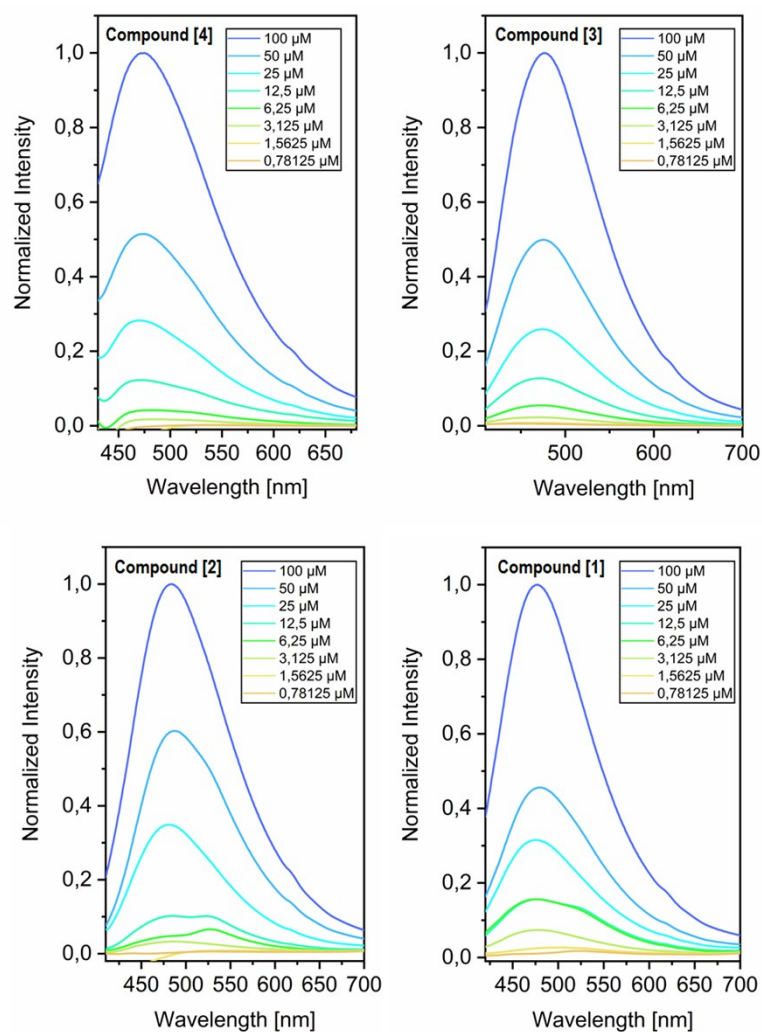 Compound [4]
100 µM
50 µM
25 µM
12,5 µM
6,25 µM
3,125 µM
1,5625 µM
0,78125 µM
1,0
0,8
0,6
0,4
0,2
0,0
Normalized Intensity
450 500 550 600 650
Wavelength [nm]
Compound [3]
100 µM
50 µM
25 µM
12,5 µM
6,25 µM
3,125 µM
1,5625 µM
0,78125 µM
1,0
0,8
0,6
0,4
0,2
0,0
Normalized Intensity
500 600 700
Wavelength [nm]
Compound [2]
100 µM
50 µM
25 µM
12,5 µM
6,25 µM
3,125 µM
1,5625 µM
0,78125 µM
1,0
0,8
0,6
0,4
0,2
0,0
Normalized Intensity
450 500 550 600 650 700
Wavelength [nm]
Compound [1]
100 µM
50 µM
25 µM
12,5 µM
6,25 µM
3,125 µM
1,5625 µM
0,78125 µM
1,0
0,8
0,6
0,4
0,2
0,0
Normalized Intensity
450 500 550 600 650 700
Wavelength [nm]